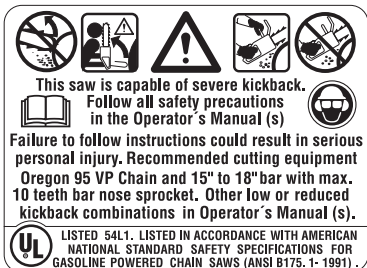 This saw is capable of severe kickback.
Follow all safety precautions
in the Operator´s Manual (s)
Failure to follow instructions could result in serious
personal injury. Recommended cutting equipment
Oregon 95 VP Chain and 15" to 18" bar with max.
10 teeth bar nose sprocket. Other low or reduced
kickback combinations in Operator´s Manual (s).
UL
LISTED 54L1. LISTED IN ACCORDANCE WITH AMERICAN
NATIONAL STANDARD SAFETY SPECIFICATIONS FOR
GASOLINE POWERED CHAIN SAWS (ANSI B175. 1- 1991) .